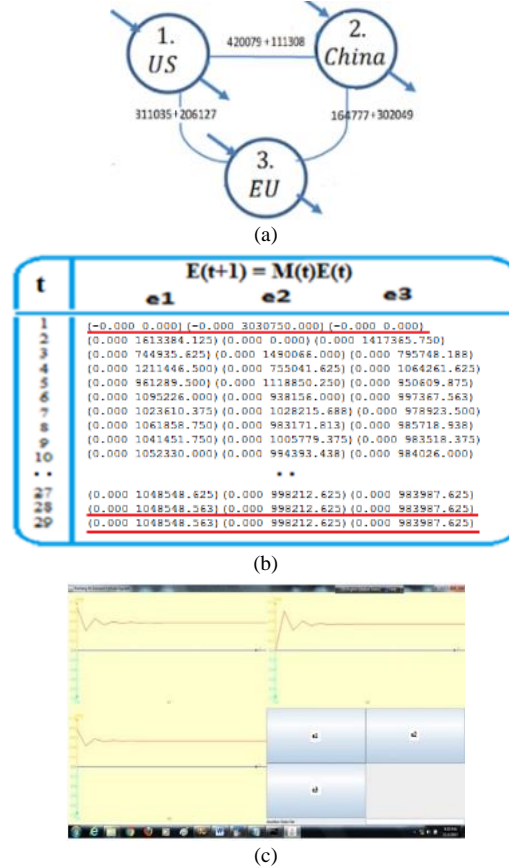 1.
US
420079+111308
2.
China
311035+206127
164777+302049
3.
EU
(a)
t E(t+1) = M(t)E(t)
e1 e2 e3
1 (-0.000 0.000) (-0.000 3030750.000) (-0.000 0.000)
2 (0.000 1613384.125) (0.000 0.000) (0.000 1417365.750)
3 (0.000 744935.625) (0.000 1490066.000) (0.000 795748.188)
4 (0.000 1211446.500) (0.000 755041.625) (0.000 1064261.625)
5 (0.000 961289.500) (0.000 1118850.250) (0.000 950609.875)
6 (0.000 1095226.000) (0.000 938156.000) (0.000 997367.563)
7 (0.000 1023610.375) (0.000 1028215.688) (0.000 978923.500)
8 (0.000 1061858.750) (0.000 983171.813) (0.000 985718.938)
9 (0.000 1041451.750) (0.000 1005779.375) (0.000 983518.375)
10 (0.000 1052330.000) (0.000 994393.438) (0.000 984026.000)
.. ..
27 (0.000 1048548.625) (0.000 998212.625) (0.000 983987.625)
28 (0.000 1048548.563) (0.000 998212.625) (0.000 983987.625)
29 (0.000 1048548.563) (0.000 998212.625) (0.000 983987.625)
(b)
e1
e2
e3
(c)